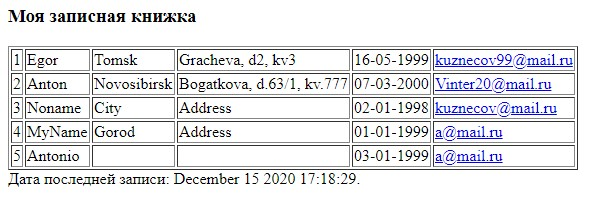 Моя записная книжка
1 Egor Tomsk Gracheva, d2, kv3 16-05-1999 kuznecov99@mail.ru
2 Anton Novosibirsk Bogatkova, d.63/1, kv.777 07-03-2000 Vinter20@mail.ru
3 Noname City Address 02-01-1998 kuznecov@mail.ru
4 MyName Gorod Address 01-01-1999 a@mail.ru
5 Antonio 03-01-1999 a@mail.ru
Дата последней записи: December 15 2020 17:18:29.